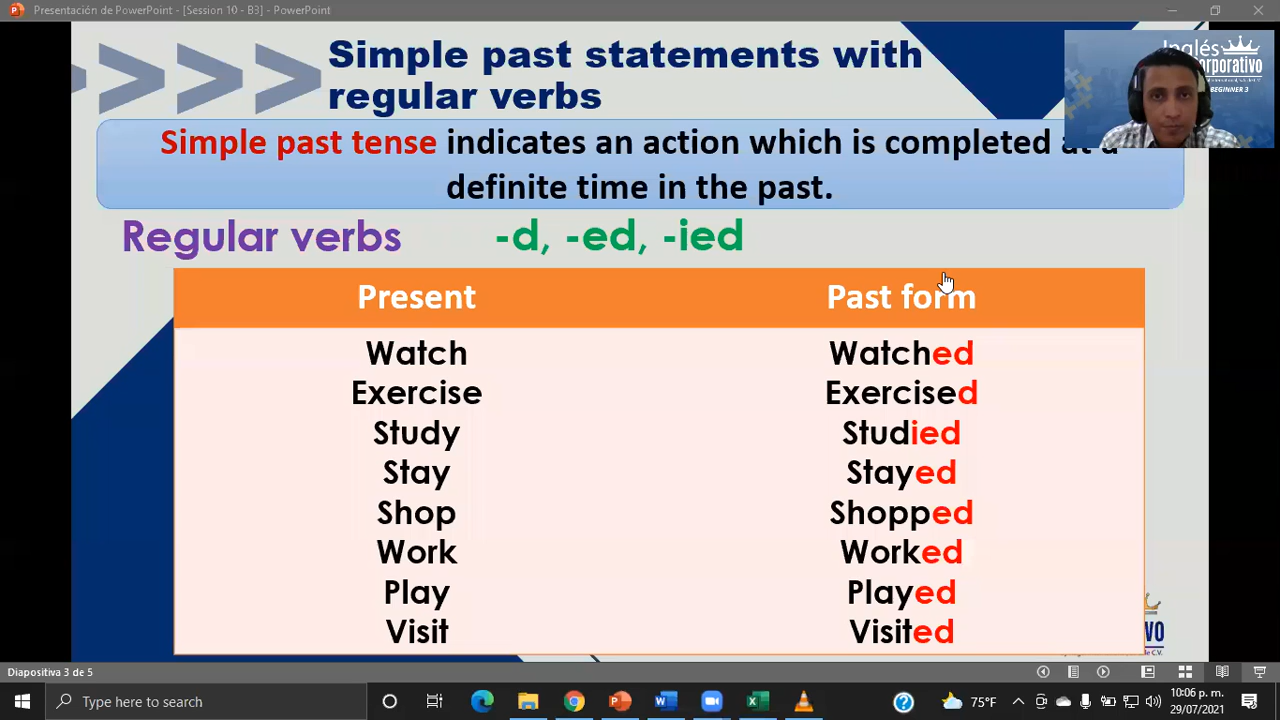 Presentación de PowerPoint - [Session 10 - B3] - PowerPoint
Simple past statements with
regular verbs
Inglés
BEGINNER 3
Simple past tense indicates an action which is completed at a
definite time in the past.
Regular verbs -d, -ed, -ied
Present Past form
Watch Watched
Exercise Exercised
Study Studied
Stay Stayed
Shop Shopped
Work Worked
Play Played
Visit Visited
Diapositiva 3 de 5
Type here to search
75°F
10:06 p. m.
29/07/2021